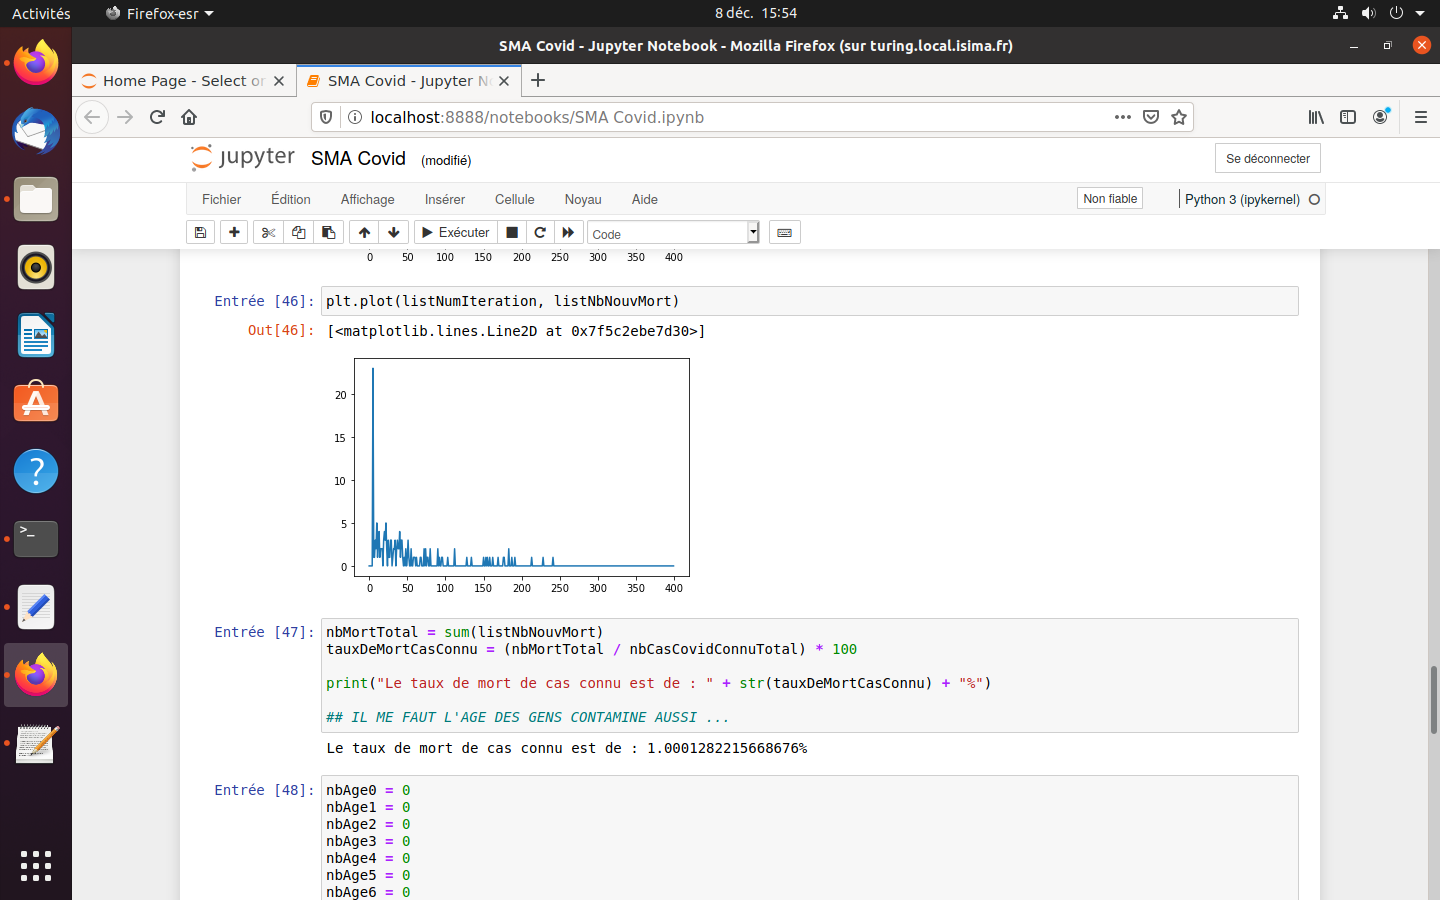 Activités
Firefox-esr
8 déc. 15:54
SMA Covid - Jupyter Notebook - Mozilla Firefox (sur turing.local.isima.fr)
Home Page - Select or
SMA Covid - Jupyter No
localhost:8888/notebooks/SMA Covid.ipynb
jupyter SMA Covid (modifié)
Se déconnecter
Fichier Édition Affichage Insérer Cellule Noyau Aide
Non fiable
Python 3 (ipykernel)
Exécuter
Code
0 50 100 150 200 250 300 350 400
Entrée [46]: plt.plot(listNumIteration, listNbNouvMort)
Out[46]: [<matplotlib.lines.Line2D at 0x7f5c2ebe7d30>]
20
15
10
5
0
0 50 100 150 200 250 300 350 400
Entrée [47]: nbMortTotal = sum(listNbNouvMort)
tauxDeMortCasConnu = (nbMortTotal / nbCasCovidConnuTotal) * 100
print("Le taux de mort de cas connu est de : " + str(tauxDeMortCasConnu) + "%")
## IL ME FAUT L'AGE DES GENS CONTAMINE AUSSI ...
Le taux de mort de cas connu est de : 1.0001282215668676%
Entrée [48]: nbAge0 = 0
nbAge1 = 0
nbAge2 = 0
nbAge3 = 0
nbAge4 = 0
nbAge5 = 0
nbAge6 = 0